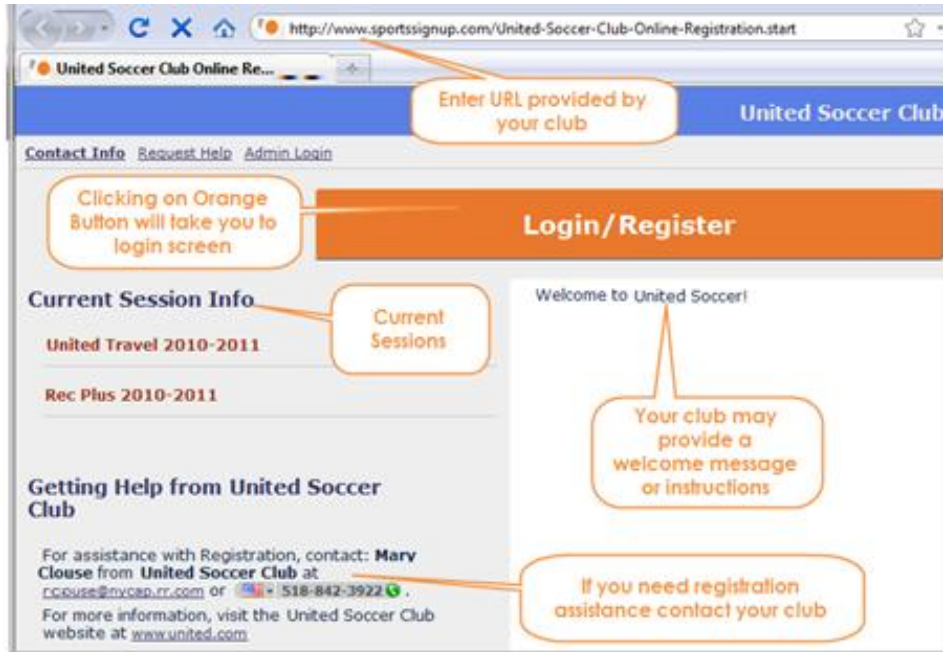 http://www.sportssignup.com/United-Soccer-Club-Online-Registration.start
United Soccer Club Online Re...
Enter URL provided by
your club
United Soccer Club
Contact Info Request Help Admin Login
Clicking on Orange
Button will take you to
login screen
Login/Register
Current Session Info
Current
Sessions
Welcome to United Soccer!
United Travel 2010-2011
Rec Plus 2010-2011
Your club may
provide a
welcome message
or instructions
Getting Help from United Soccer
Club
For assistance with Registration, contact: Mary
Clouse from United Soccer Club at
rclouse@nycap.rr.com or 518-842-3922 .
For more information, visit the United Soccer Club
website at www.united.com
If you need registration
assistance contact your club